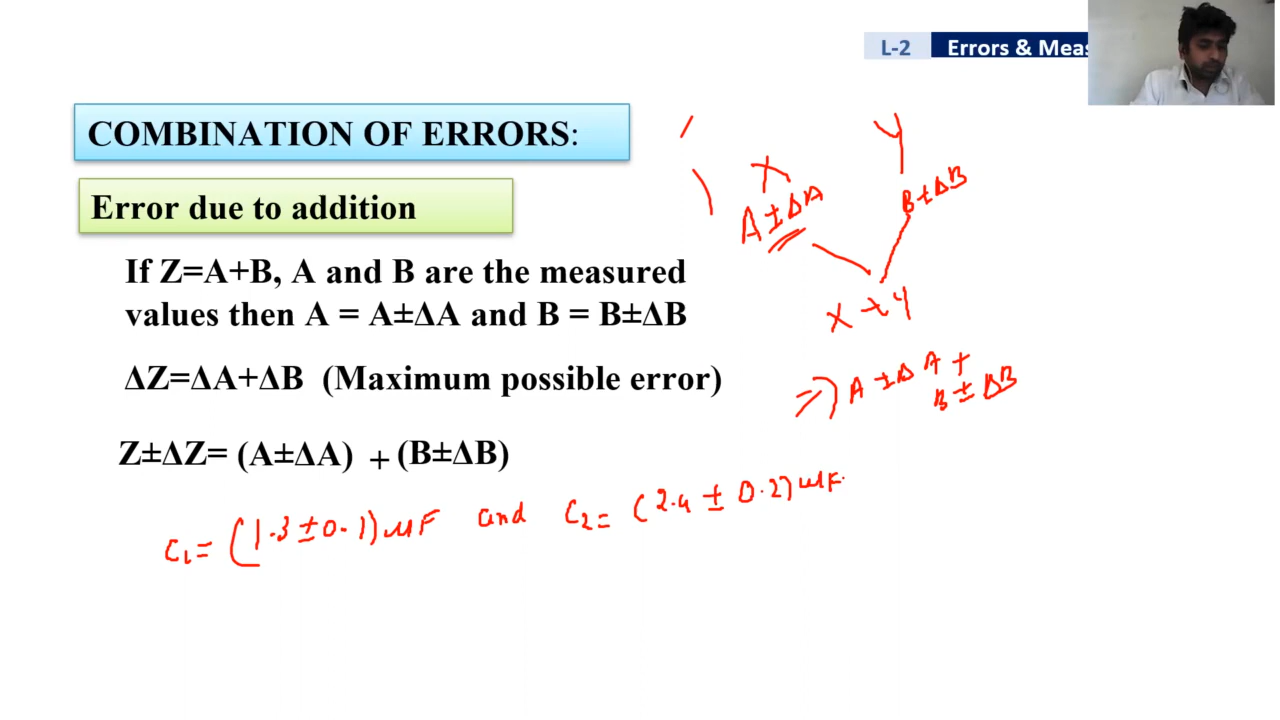 L-2 Errors & Meas
COMBINATION OF ERRORS:
Error due to addition
If Z=A+B, A and B are the measured
values then A = A±ΔA and B = B±ΔB
ΔZ=ΔA+ΔB (Maximum possible error)
Z±ΔZ= (A±ΔA) + (B±ΔB)
X Y
A±ΔA B±ΔB
X+Y
⇒) A±ΔA +
B±ΔB
C1= (1.3±0.1)μF and C2= (2.4±0.2)μF.